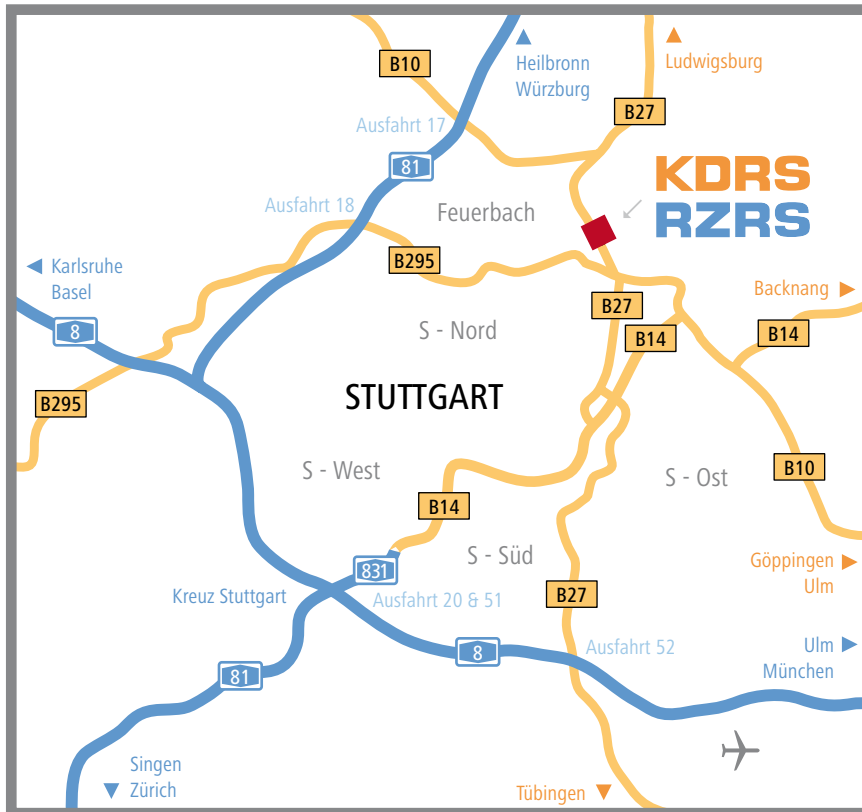 B10
Heilbronn
Würzburg
Ludwigsburg
B27
Ausfahrt 17
81
KDRS
RZRS
Ausfahrt 18
Feuerbach
B295
Karlsruhe
Basel
Backnang
8
B27
S - Nord
B14
B14
STUTTGART
B295
S - West
S - Ost
B10
B14
S - Süd
831
Göppingen
Ulm
Kreuz Stuttgart
Ausfahrt 20 & 51
B27
8
Ausfahrt 52
Ulm
München
81
Singen
Zürich
Tübingen